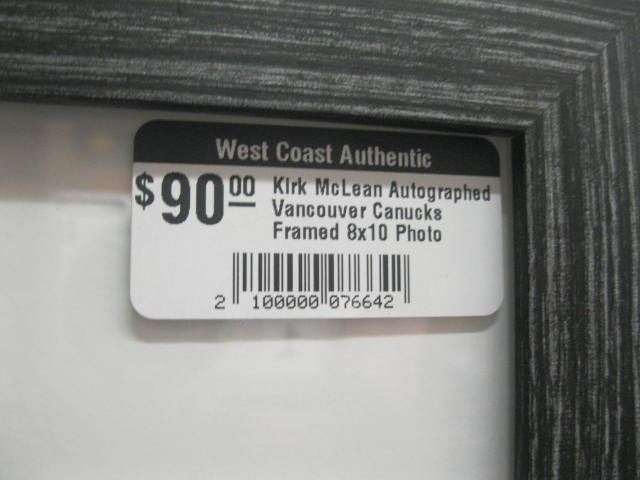 West Coast Authentic
$90.00 Kirk McLean Autographed
Vancouver Canucks
Framed 8x10 Photo
2 100000 076642